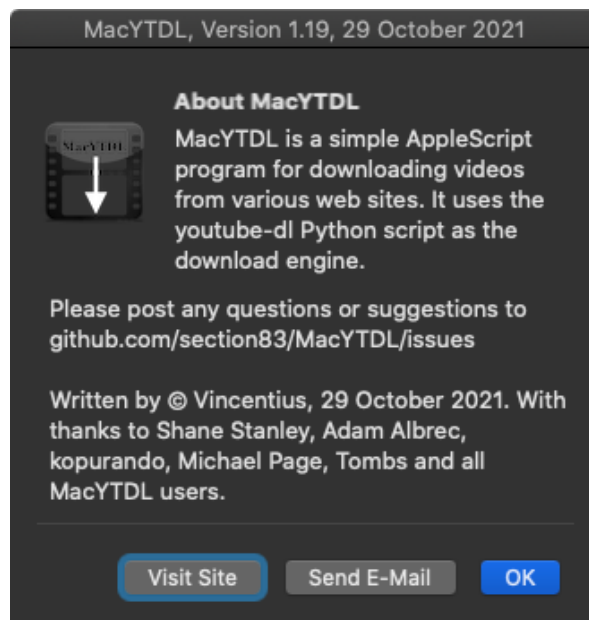 MacYTDL, Version 1.19, 29 October 2021
About MacYTDL
MacYTDL
MacYTDL is a simple AppleScript
program for downloading videos
from various web sites. It uses the
youtube-dl Python script as the
download engine.
Please post any questions or suggestions to
github.com/section83/MacYTDL/issues
Written by © Vincentius, 29 October 2021. With
thanks to Shane Stanley, Adam Albrec,
kopurando, Michael Page, Tombs and all
MacYTDL users.
Visit Site Send E-Mail OK